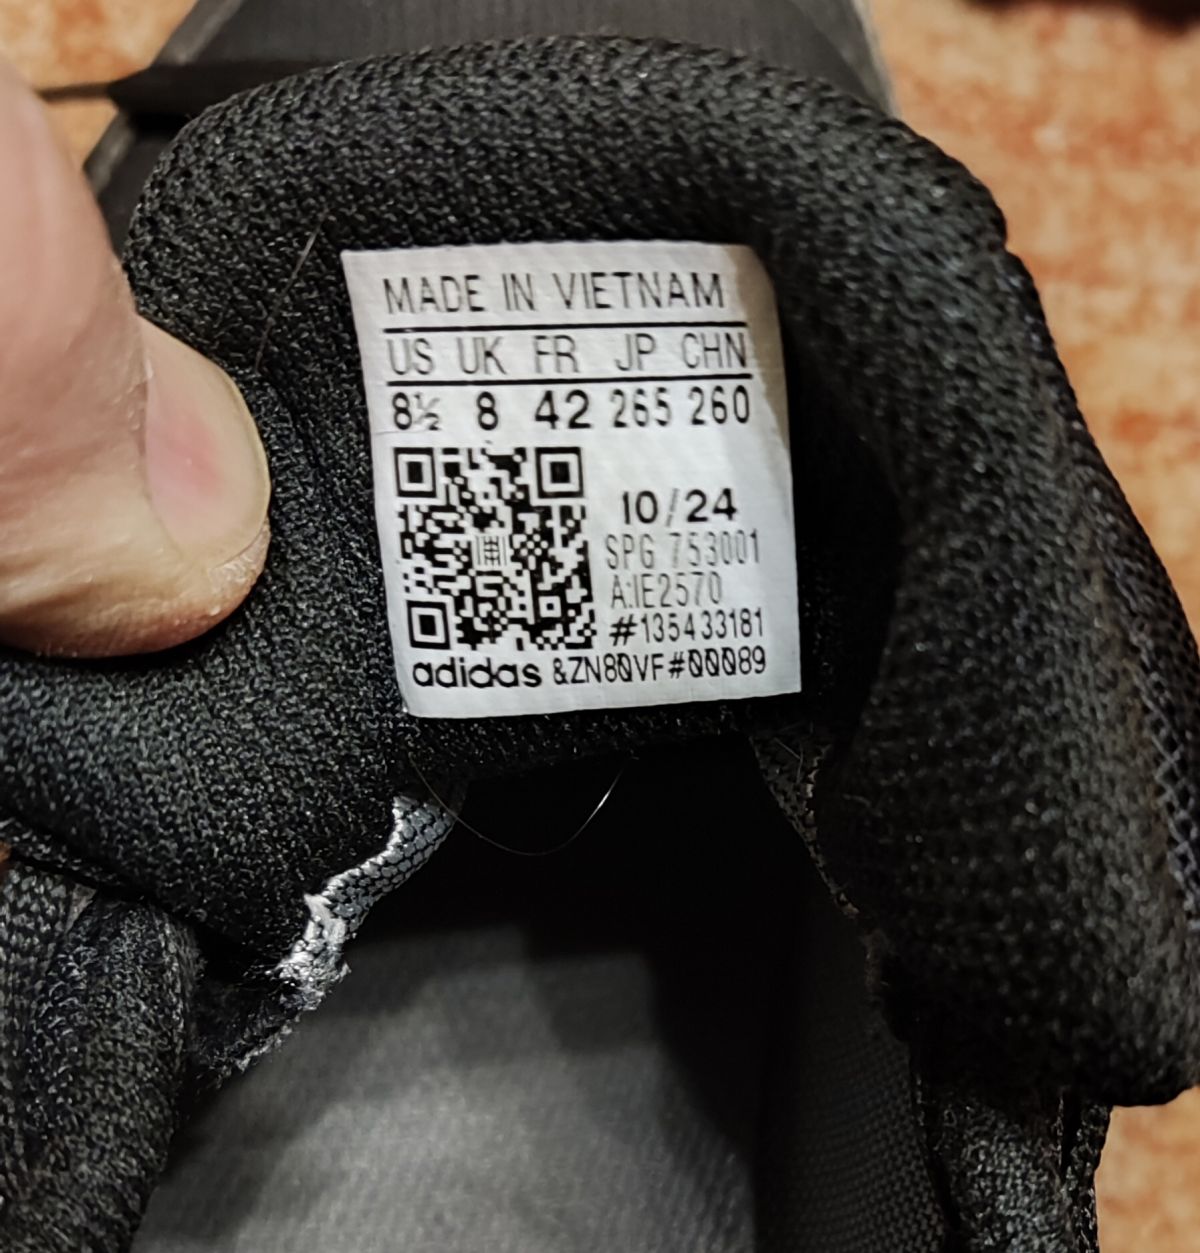 MADE IN VIETNAM
US UK FR JP CHN
8½ 8 42 265 260
10/24
SPG 753001
A:IE2570
#135433181
adidas &ZN80VF#00089